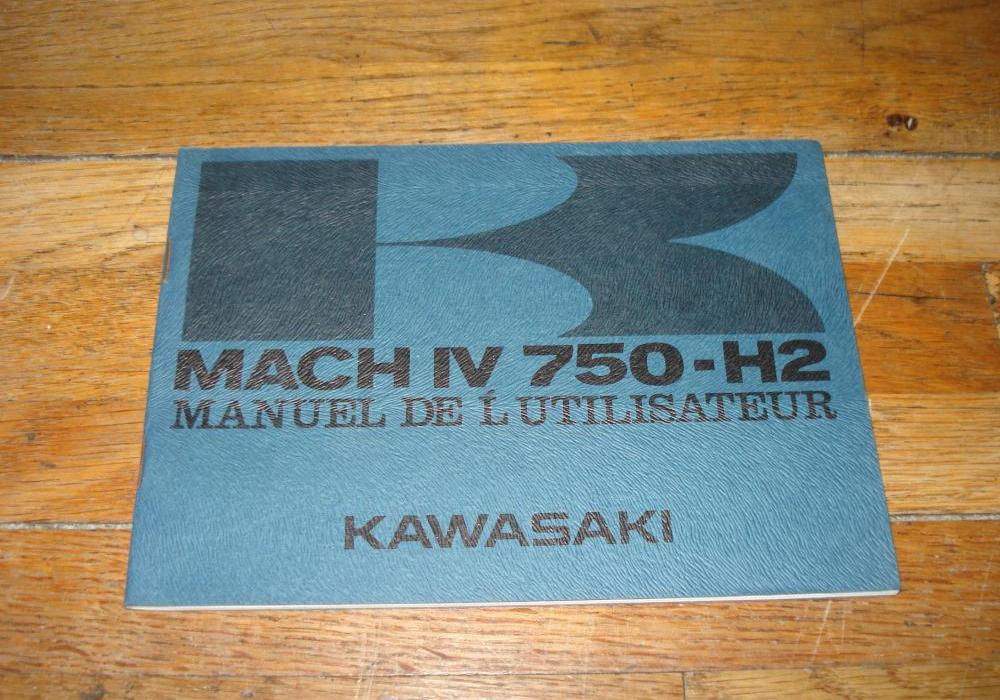 K
MACH IV 750-H2
MANUEL DE L'UTILISATEUR
KAWASAKI